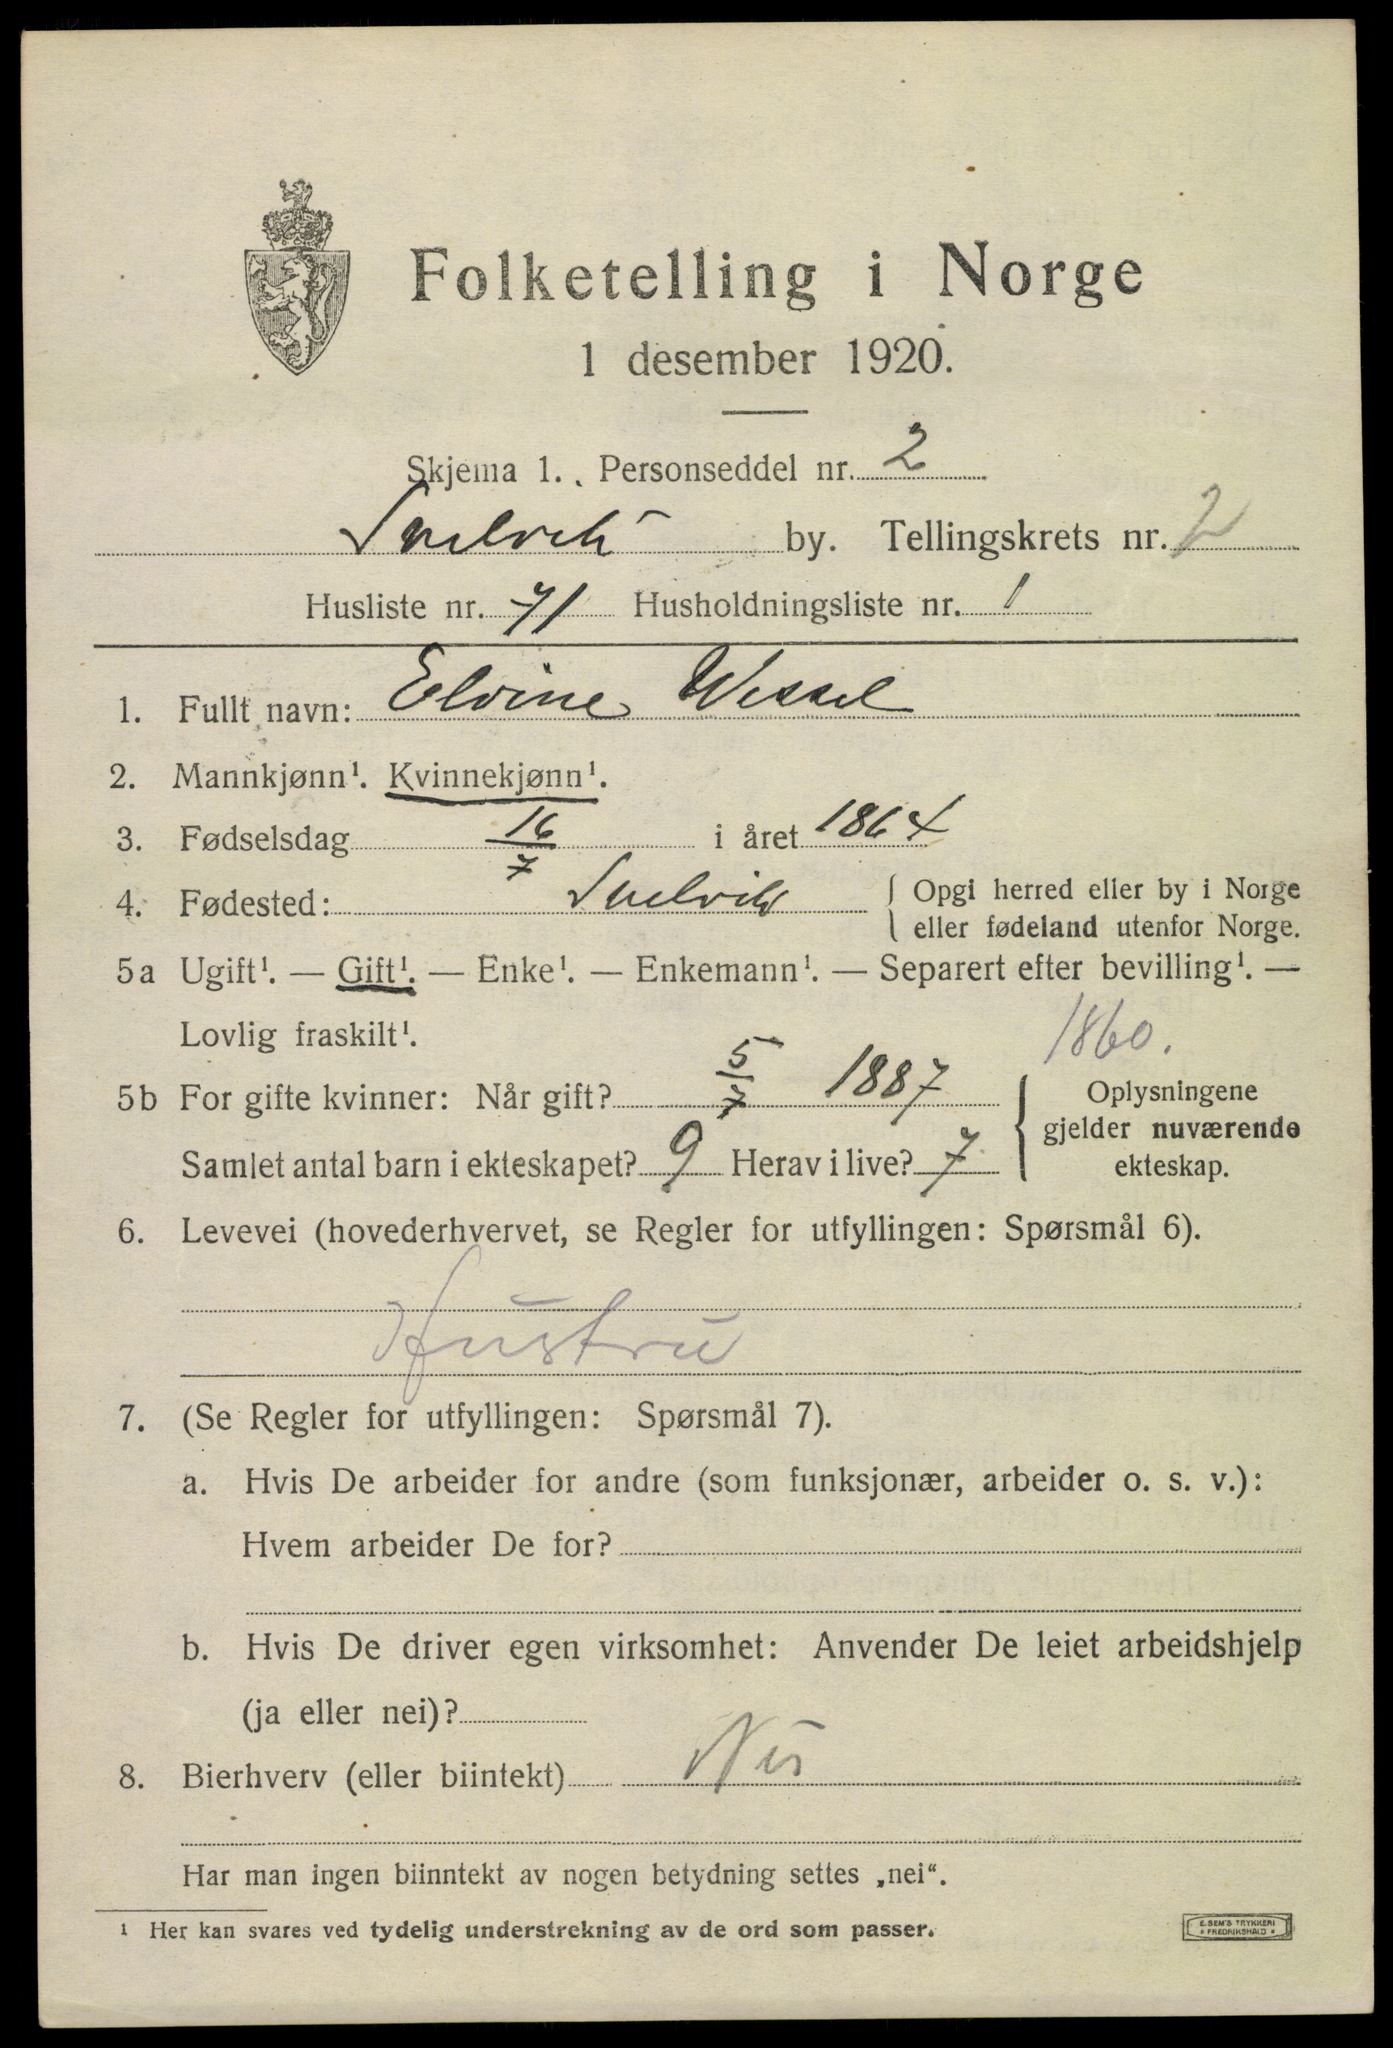 Folketelling i Norge
1 desember 1920.
Skjema 1. Personseddel nr. 2
Svelvik by. Tellingskrets nr. 2
Husliste nr. 71 Husholdningsliste nr. 1
1. Fullt navn: Elvine Wessel
2. Mannkjønn¹. Kvinnekjønn¹.
3. Fødselsdag 16/7 i året 1864
4. Fødested: Svelvik { Opgi herred eller by i Norge
eller fødeland utenfor Norge.
5a Ugift¹. — Gift¹. — Enke¹. — Enkemann¹. — Separert efter bevilling¹. —
Lovlig fraskilt¹.
1860.
5b For gifte kvinner: Når gift? 5/7 1887
Samlet antal barn i ekteskapet? 9 Herav i live? 7
Oplysningene
gjelder nuværende
ekteskap.
6. Levevei (hovederhvervet, se Regler for utfyllingen: Spørsmål 6).
Hustru
7. (Se Regler for utfyllingen: Spørsmål 7).
a. Hvis De arbeider for andre (som funksjonær, arbeider o. s. v.):
Hvem arbeider De for?
b. Hvis De driver egen virksomhet: Anvender De leiet arbeidshjelp
(ja eller nei)?
8. Bierhverv (eller biintekt) Nei
Har man ingen biinntekt av nogen betydning settes „nei“.
¹ Her kan svares ved tydelig understrekning av de ord som passer.
E. SEM'S TRYKKERI
* FREDRIKSHALD *